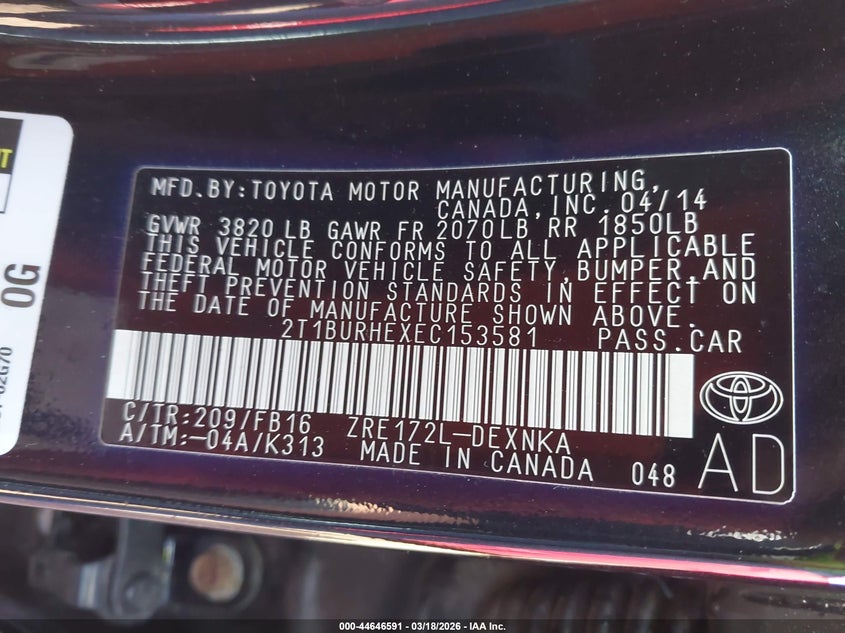 MFD.BY:TOYOTA MOTOR MANUFACTURING,
CANADA,INC. 04/14
GVWR 3820 LB GAWR FR 2070LB RR 1850LB
THIS VEHICLE CONFORMS TO ALL APPLICABLE
FEDERAL MOTOR VEHICLE SAFETY,BUMPER,AND
THEFT PREVENTION STANDARDS IN EFFECT ON
THE DATE OF MANUFACTURE SHOWN ABOVE.
2T1BURHEXEC153581 PASS.CAR
C/TR:209/FB16 ZRE172L-DEXNKA
A/TM:-04A/K313 MADE IN CANADA 048
AD
OG
02G70
000-44646591 - 03/18/2026 - IAA Inc.